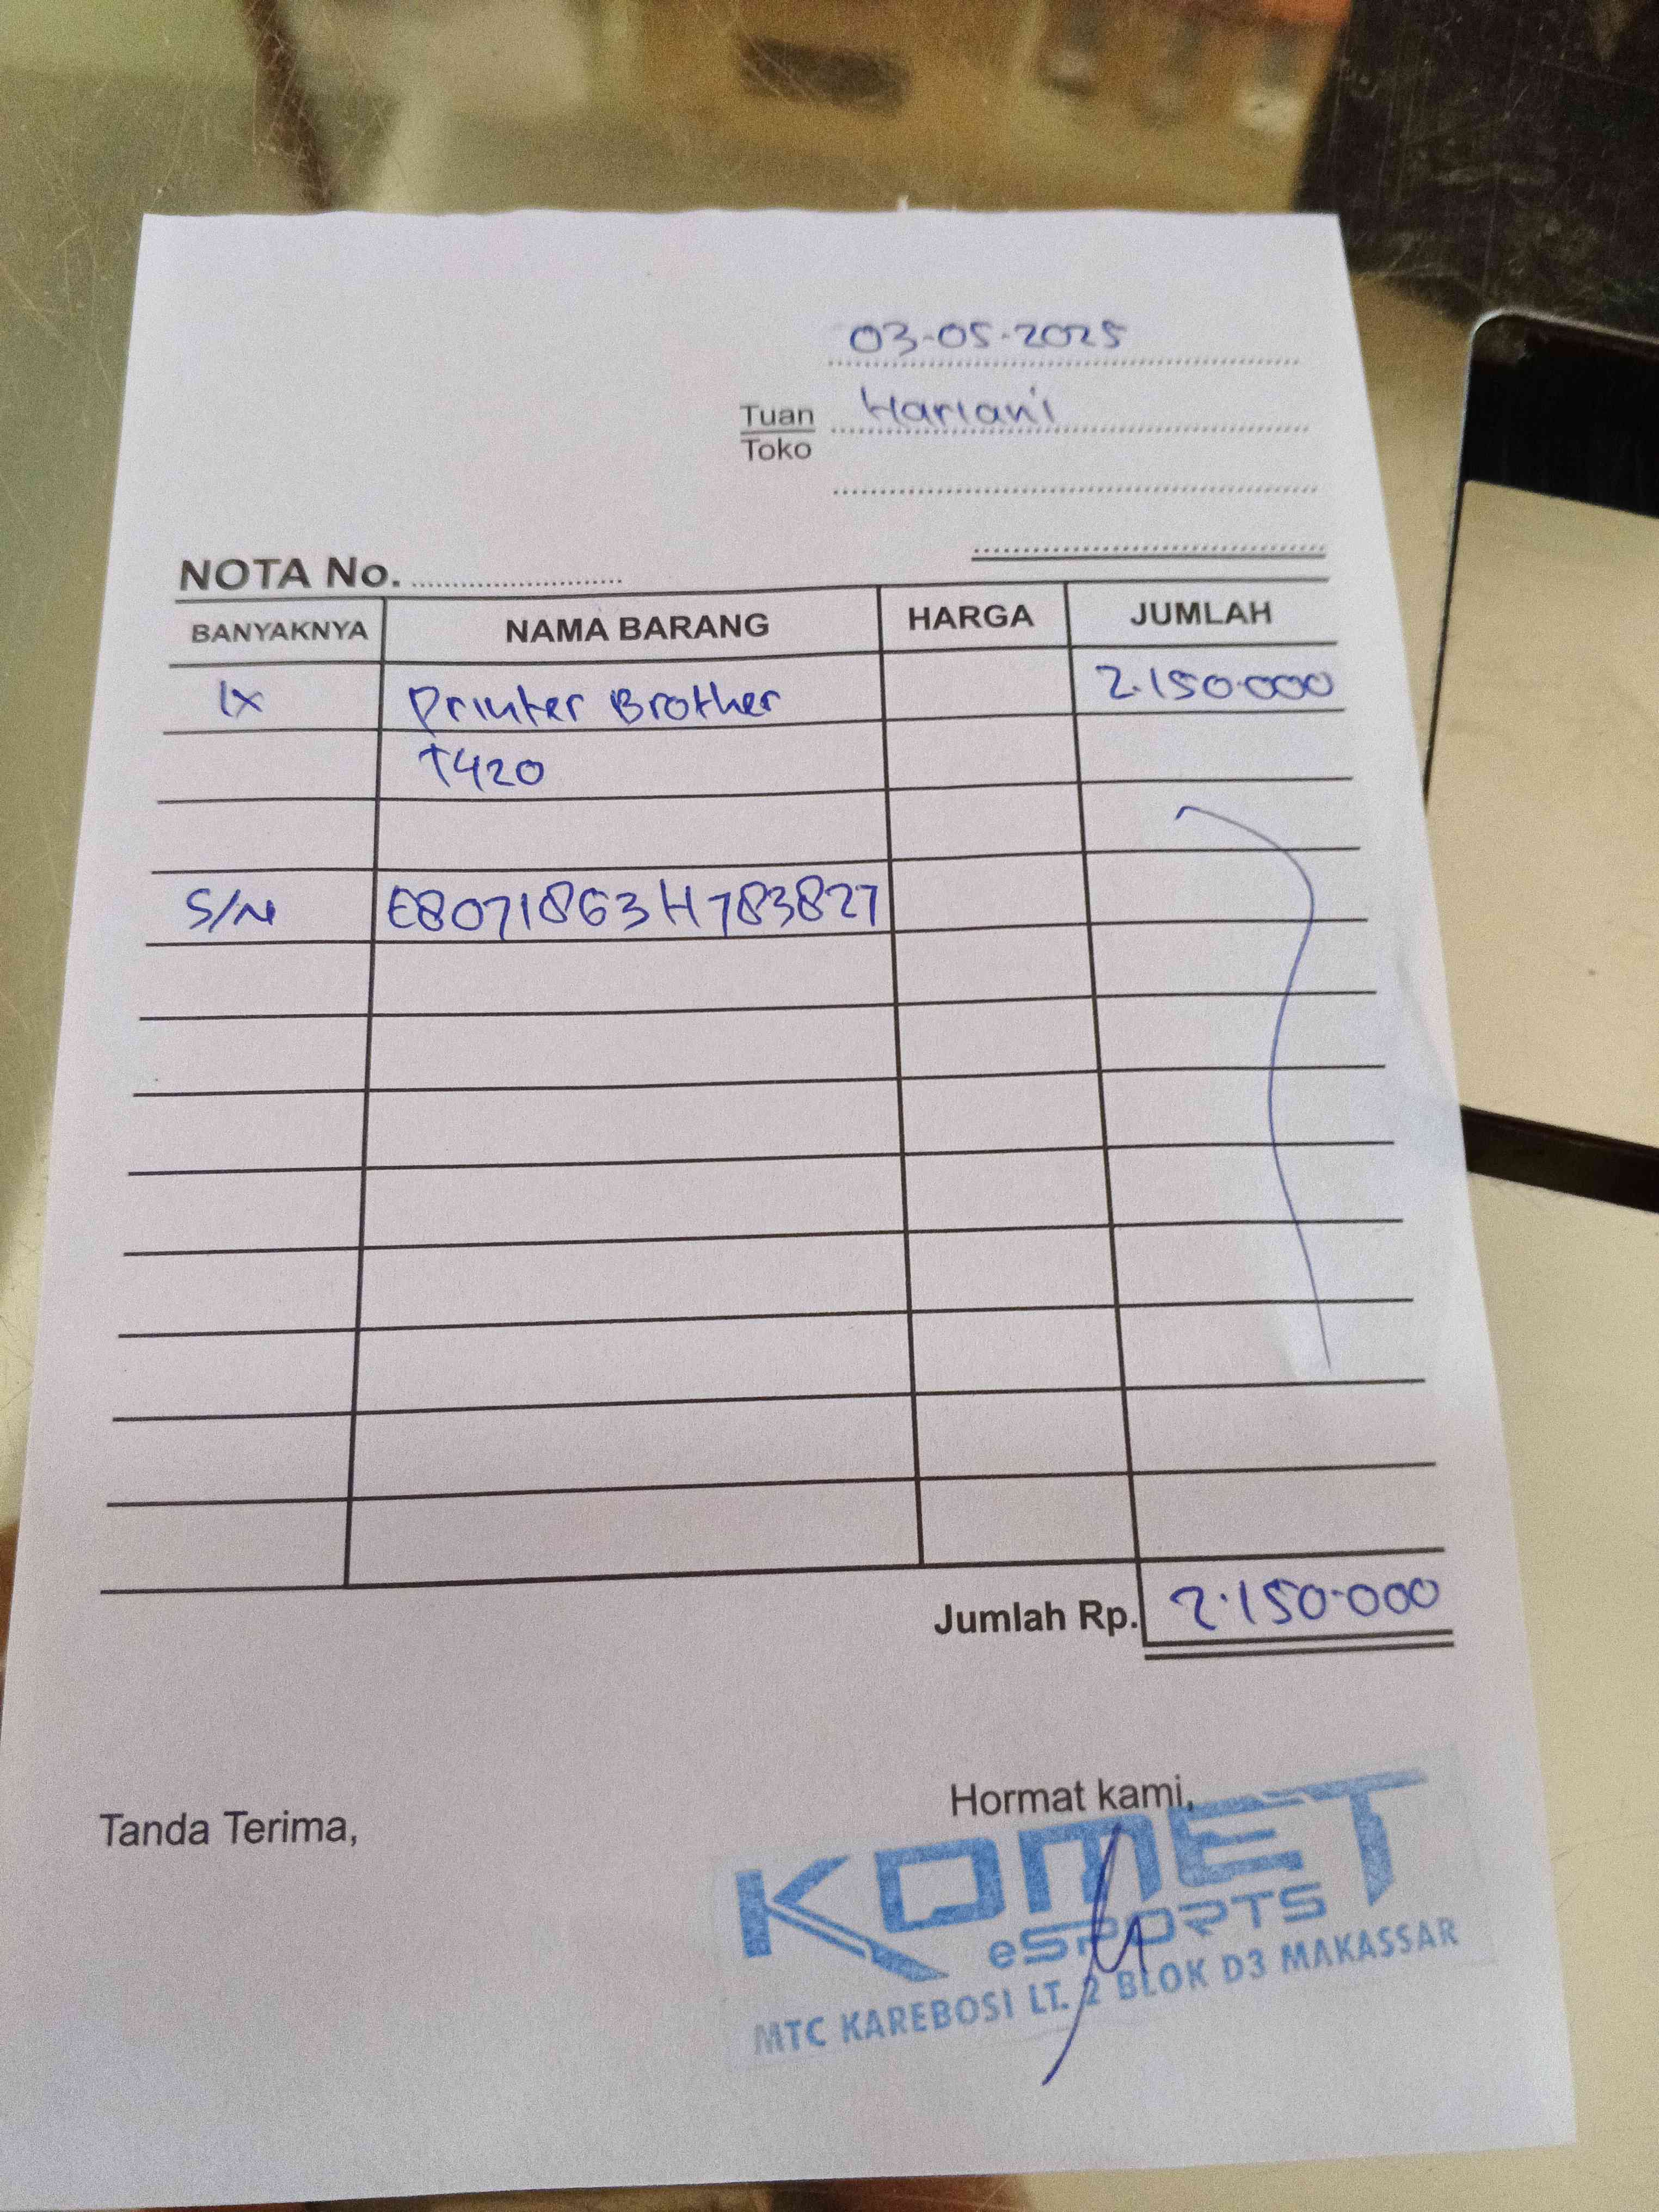 03-05-2025
Tuan Hariani
Toko
NOTA No.
BANYAKNYA NAMA BARANG HARGA JUMLAH
1x Printer Brother 2.150.000
T420
S/N E8071863H783827
Jumlah Rp. 2.150.000
Tanda Terima, Hormat kami,
KOMET
eSPORTS
MTC KAREBOSI LT. 2 BLOK D3 MAKASSAR